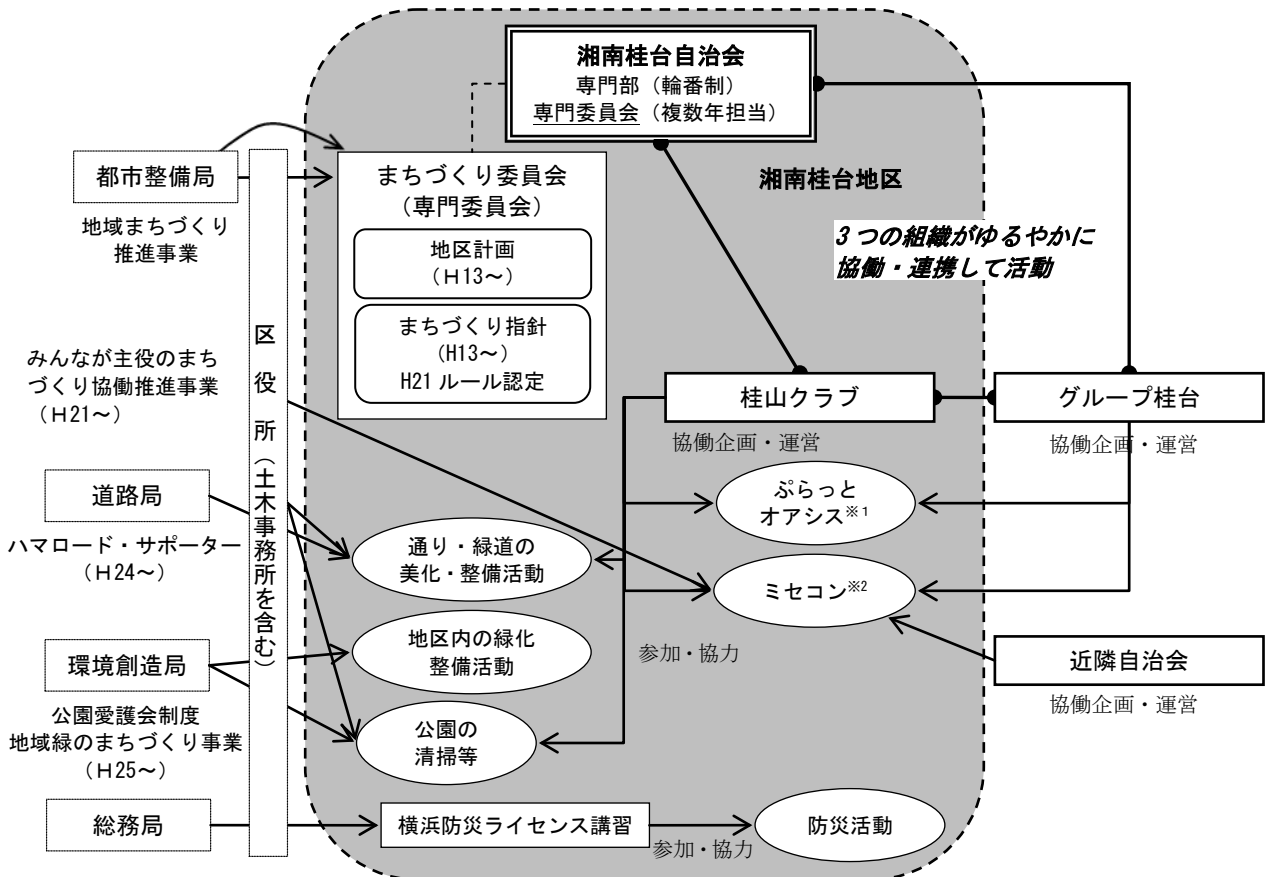 湘南桂台自治会
専門部（輪番制）
専門委員会（複数年担当）
湘南桂台地区
3つの組織がゆるやかに
協働・連携して活動
都市整備局
地域まちづくり
推進事業
まちづくり委員会
（専門委員会）
地区計画
（H13～）
まちづくり指針
（H13～）
H21 ルール認定
みんなが主役のまち
づくり協働推進事業
（H21～）
区役所（土木事務所を含む）
桂山クラブ
協働企画・運営
グループ桂台
協働企画・運営
道路局
ハマロード・サポーター
（H24～）
ぷらっと
オアシス※1
通り・緑道の
美化・整備活動
ミセコン※2
地区内の緑化
整備活動
参加・協力
近隣自治会
協働企画・運営
環境創造局
公園愛護会制度
地域緑のまちづくり事業
（H25～）
公園の
清掃等
総務局
横浜防災ライセンス講習
参加・協力
防災活動